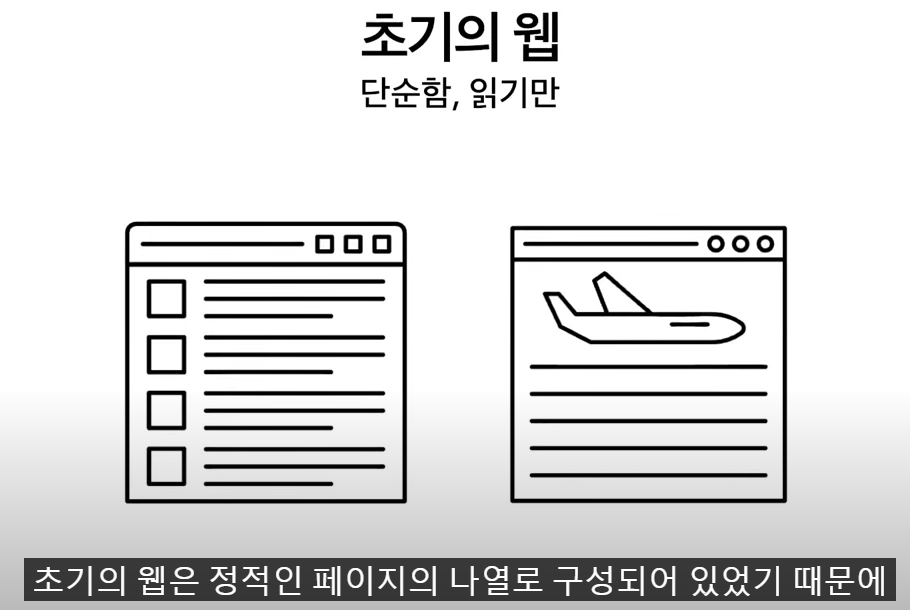 초기의 웹
단순함, 읽기만
초기의 웹은 정적인 페이지의 나열로 구성되어 있었기 때문에